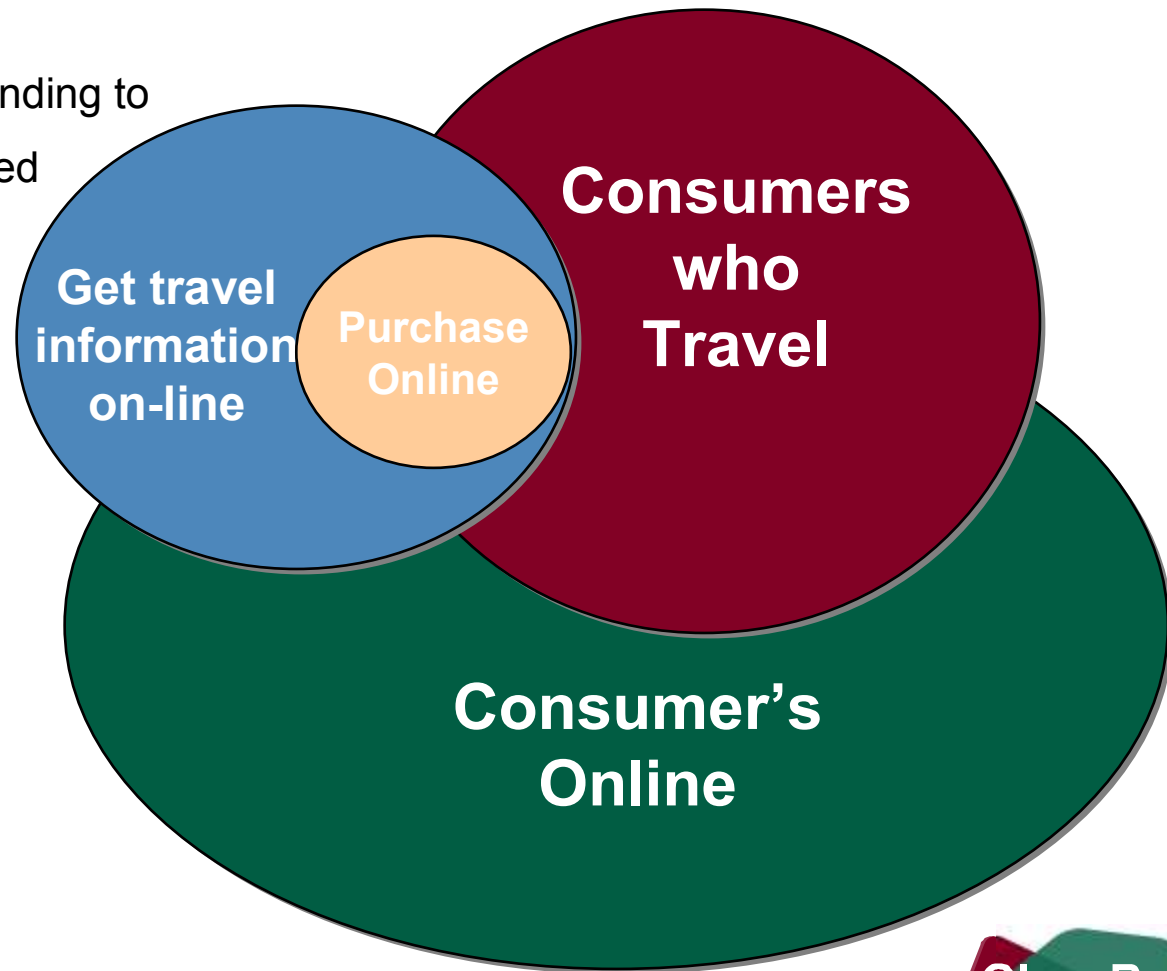 nding to
ed
Consumers
who
Travel
Get travel
information
on-line
Purchase
Online
Consumer’s
Online